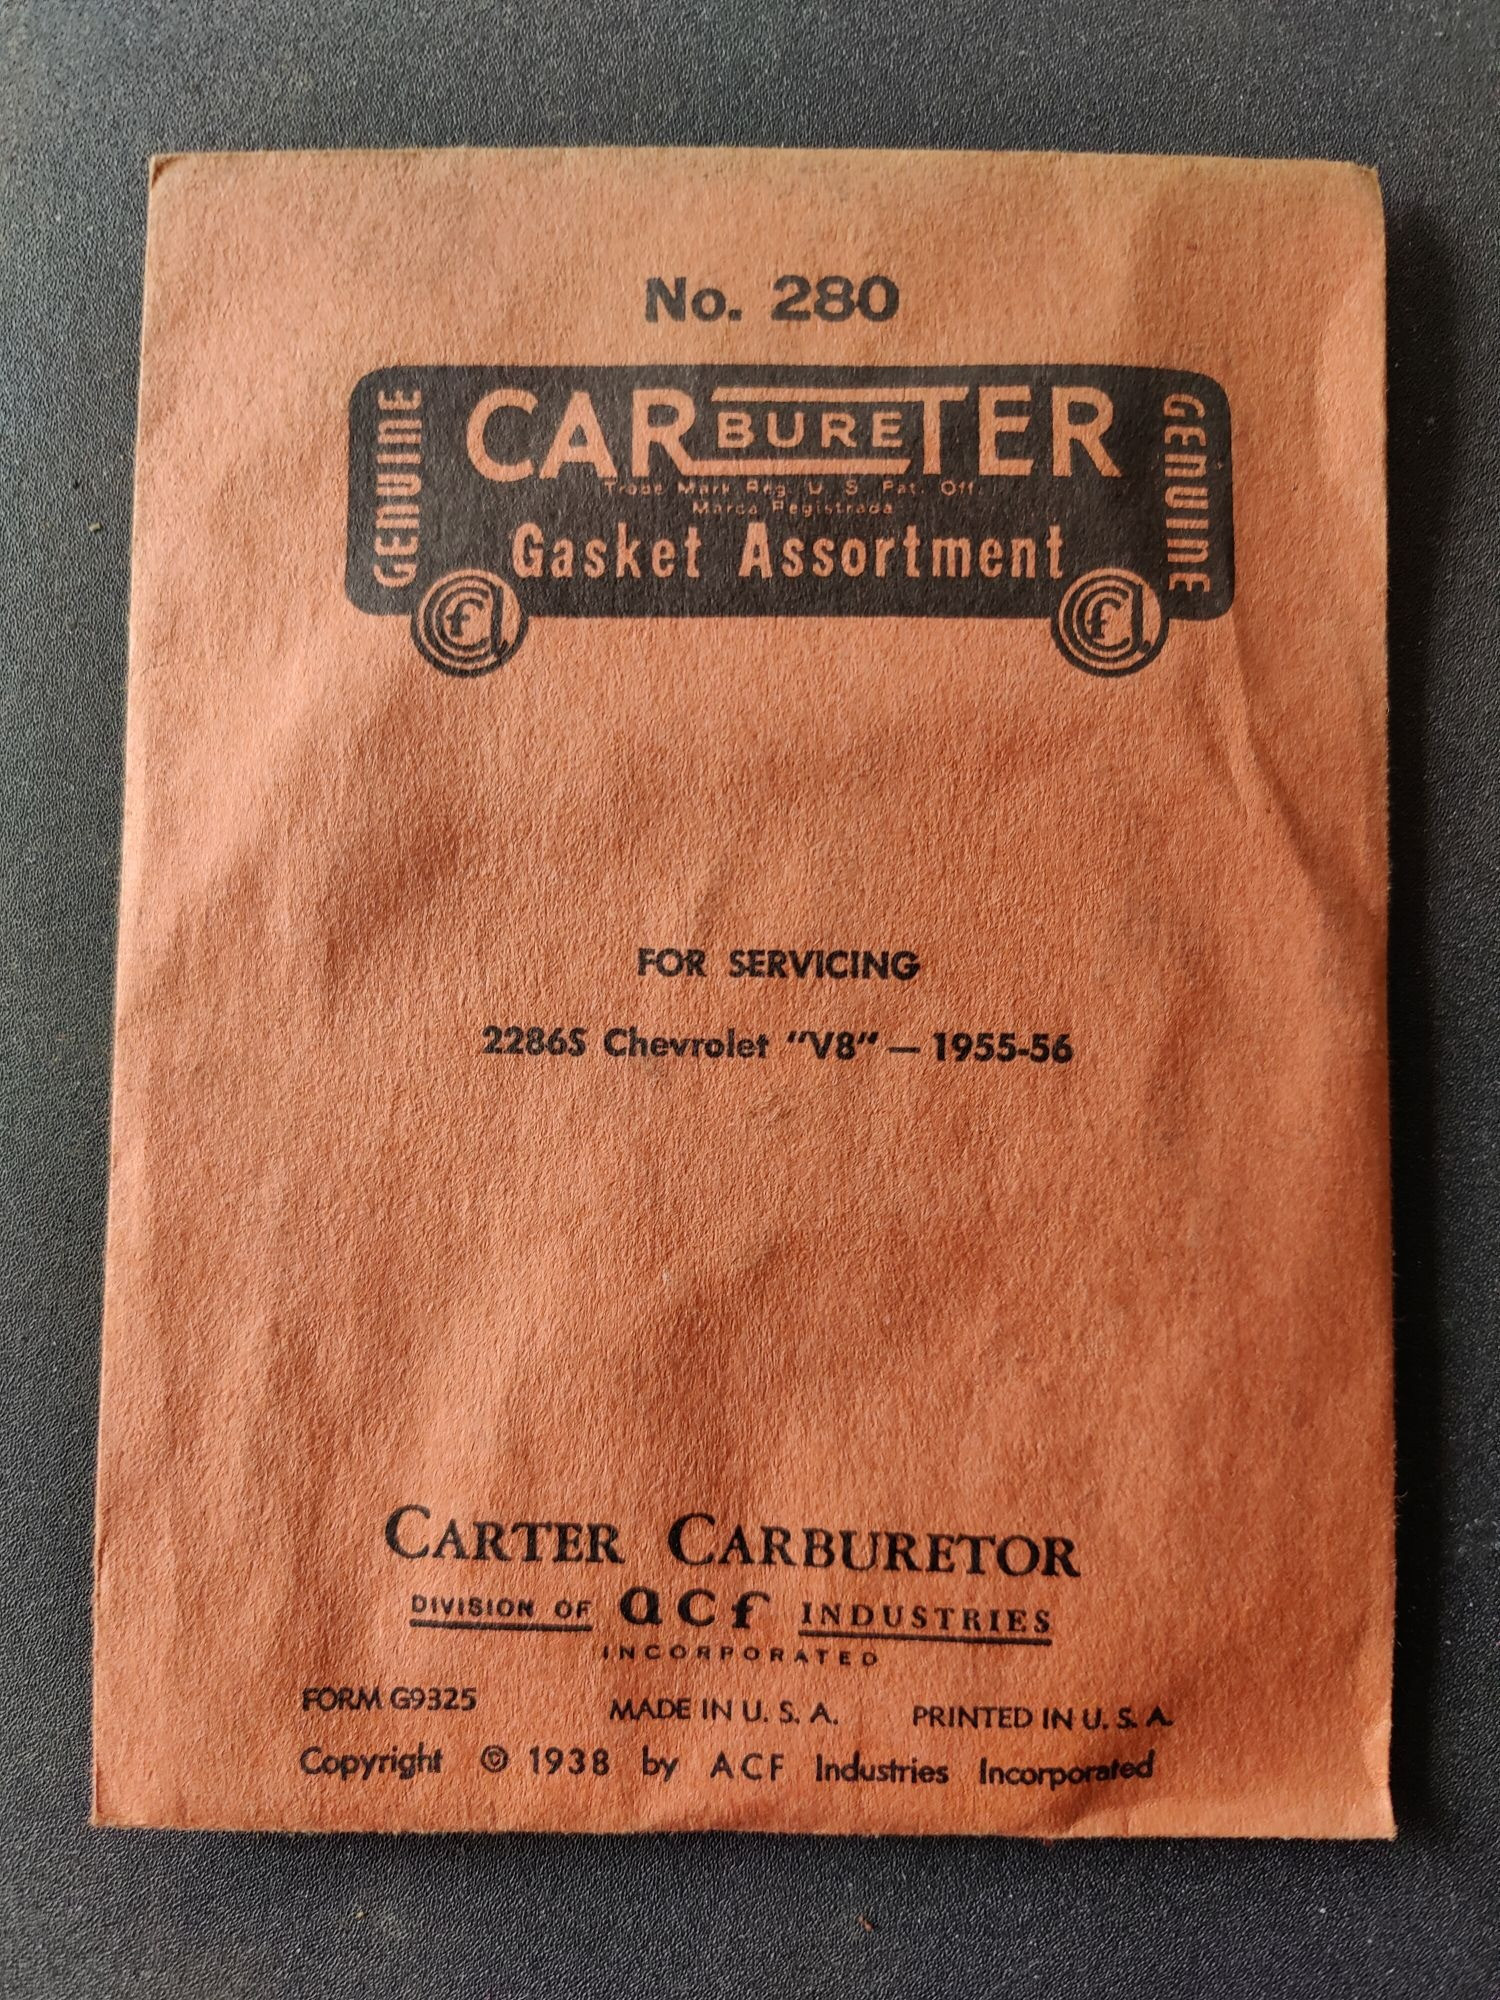 No. 280
GENUINE
CARBURETER
GENUINE
Trade Mark Reg. U. S. Pat. Off.
Marca Registrada
Gasket Assortment
FOR SERVICING
2286S Chevrolet "V8" — 1955-56
CARTER CARBURETOR
DIVISION OF acf INDUSTRIES
INCORPORATED
FORM G9325 MADE IN U. S. A. PRINTED IN U. S. A.
Copyright © 1938 by ACF Industries Incorporated